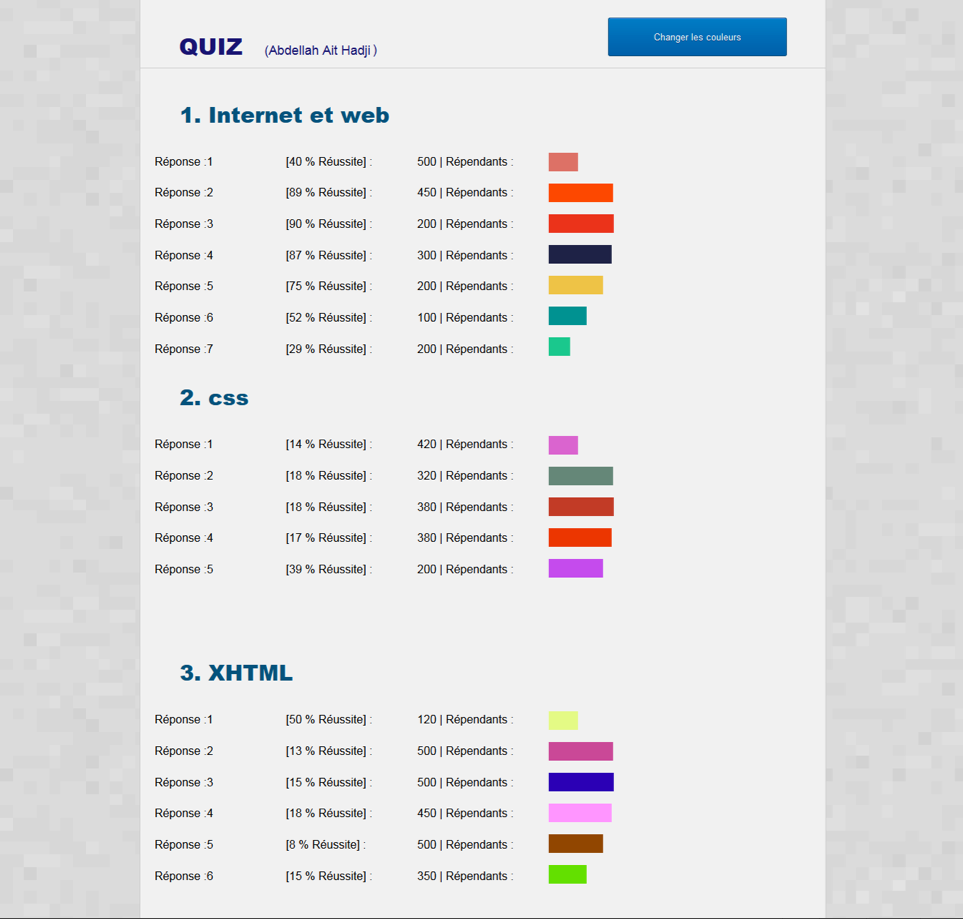 QUIZ (Abdellah Ait Hadji) Changer les couleurs
1. Internet et web
Réponse :1 [40 % Réussite] : 500 | Répendants :
Réponse :2 [89 % Réussite] : 450 | Répendants :
Réponse :3 [90 % Réussite] : 200 | Répendants :
Réponse :4 [87 % Réussite] : 300 | Répendants :
Réponse :5 [75 % Réussite] : 200 | Répendants :
Réponse :6 [52 % Réussite] : 100 | Répendants :
Réponse :7 [29 % Réussite] : 200 | Répendants :
2. css
Réponse :1 [14 % Réussite] : 420 | Répendants :
Réponse :2 [18 % Réussite] : 320 | Répendants :
Réponse :3 [18 % Réussite] : 380 | Répendants :
Réponse :4 [17 % Réussite] : 380 | Répendants :
Réponse :5 [39 % Réussite] : 200 | Répendants :
3. XHTML
Réponse :1 [50 % Réussite] : 120 | Répendants :
Réponse :2 [13 % Réussite] : 500 | Répendants :
Réponse :3 [15 % Réussite] : 500 | Répendants :
Réponse :4 [18 % Réussite] : 450 | Répendants :
Réponse :5 [8 % Réussite] : 500 | Répendants :
Réponse :6 [15 % Réussite] : 350 | Répendants :